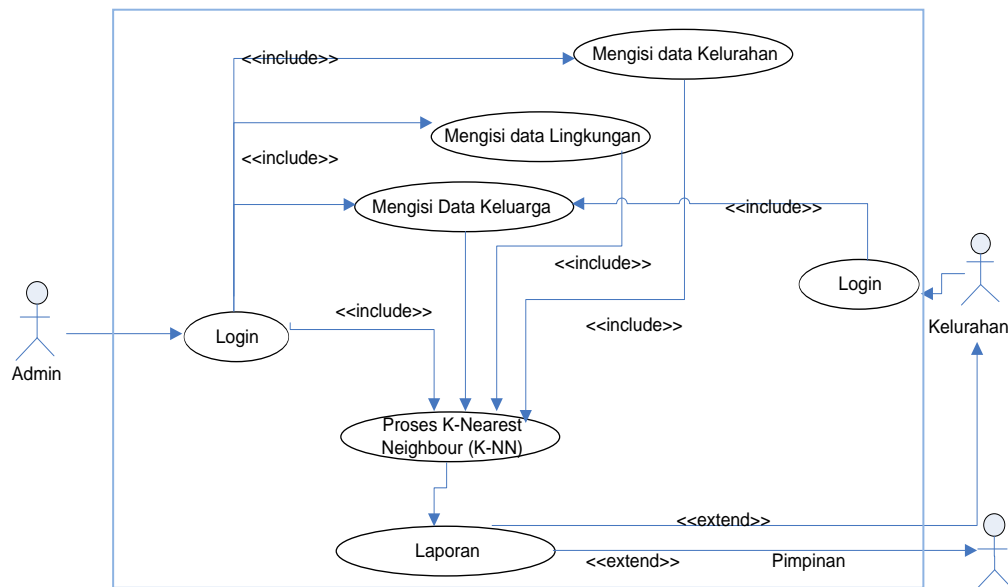 Mengisi data Kelurahan
<<include>>
Mengisi data Lingkungan
<<include>>
Mengisi Data Keluarga
<<include>>
<<include>>
Login
Kelurahan
<<include>>
<<include>>
Login
Admin
Proses K-Nearest
Neighbour (K-NN)
<<extend>>
Laporan
<<extend>>
Pimpinan